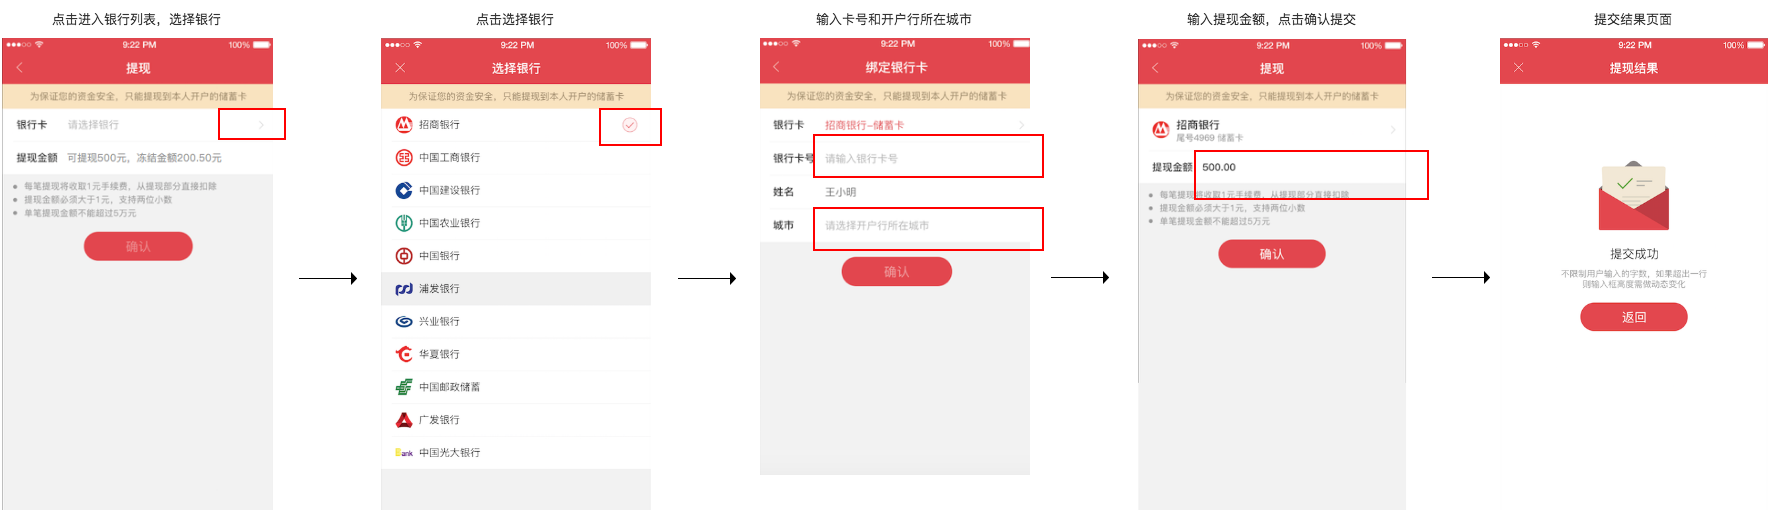 点击进入银行列表，选择银行
9:22 PM
100%
提现
为保证您的资金安全，只能提现到本人开户的储蓄卡
银行卡 请选择银行
提现金额 可提现500元，冻结金额200.50元
每笔提现将收取1元手续费，从提现部分直接扣除
提现金额必须大于1元，支持两位小数
单笔提现金额不能超过5万元
确认
点击选择银行
9:22 PM
100%
选择银行
为保证您的资金安全，只能提现到本人开户的储蓄卡
招商银行
中国工商银行
中国建设银行
中国农业银行
中国银行
浦发银行
兴业银行
华夏银行
中国邮政储蓄
广发银行
Bank 中国光大银行
输入卡号和开户行所在城市
9:22 PM
100%
绑定银行卡
为保证您的资金安全，只能提现到本人开户的储蓄卡
银行卡 招商银行-储蓄卡
银行卡号 请输入银行卡号
姓名 王小明
城市 请选择开户行所在城市
确认
输入提现金额，点击确认提交
9:22 PM
100%
提现
为保证您的资金安全，只能提现到本人开户的储蓄卡
招商银行
尾号4969 储蓄卡
提现金额 500.00
每笔提现将收取1元手续费，从提现部分直接扣除
提现金额必须大于1元，支持两位小数
单笔提现金额不能超过5万元
确认
提交结果页面
9:22 PM
100%
提现结果
提交成功
不限制用户输入的字数，如果超出一行
则输入框高度需做动态变化
返回